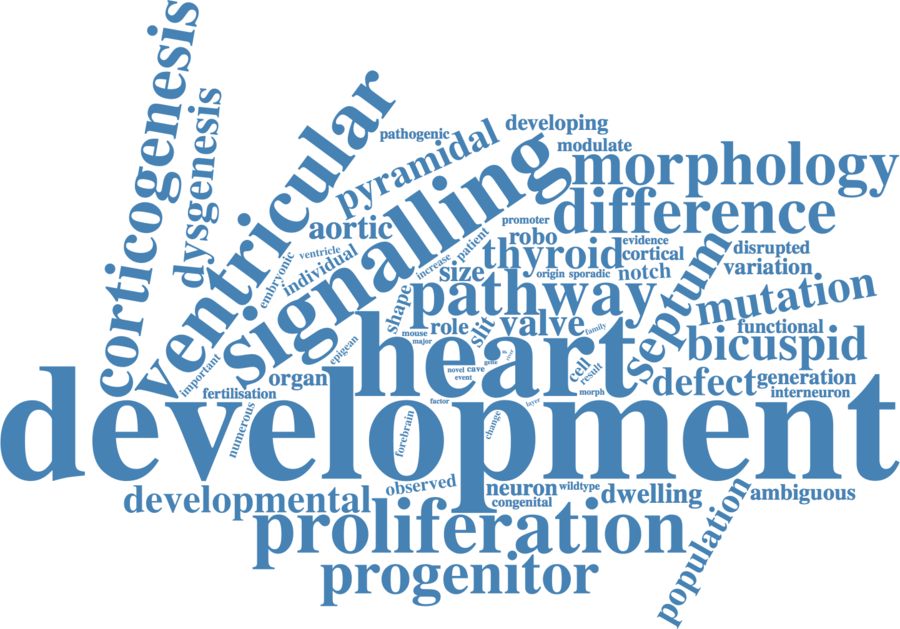 corticogenesis
dysgenesis
ventricular
pathogenic
pyramidal
developing
modulate
signalling
morphology
difference
aortic
promoter
robo
thyroid
evidence
cortical
disrupted
variation
ventricle
individual
embryonic
increase
patient
size
origin
sporadic
notch
septum
mutation
pathway
shape
slit
role
valve
family
mouse
major
functional
bicuspid
heart
epigean
important
organ
fertilisation
gene
novel
cave
event
cell
result
defect
generation
interneuron
morph
factor
layer
development
numerous
forebrain
change
developmental
observed
neuron
wildtype
congenital
dwelling
population
ambiguous
proliferation
progenitor